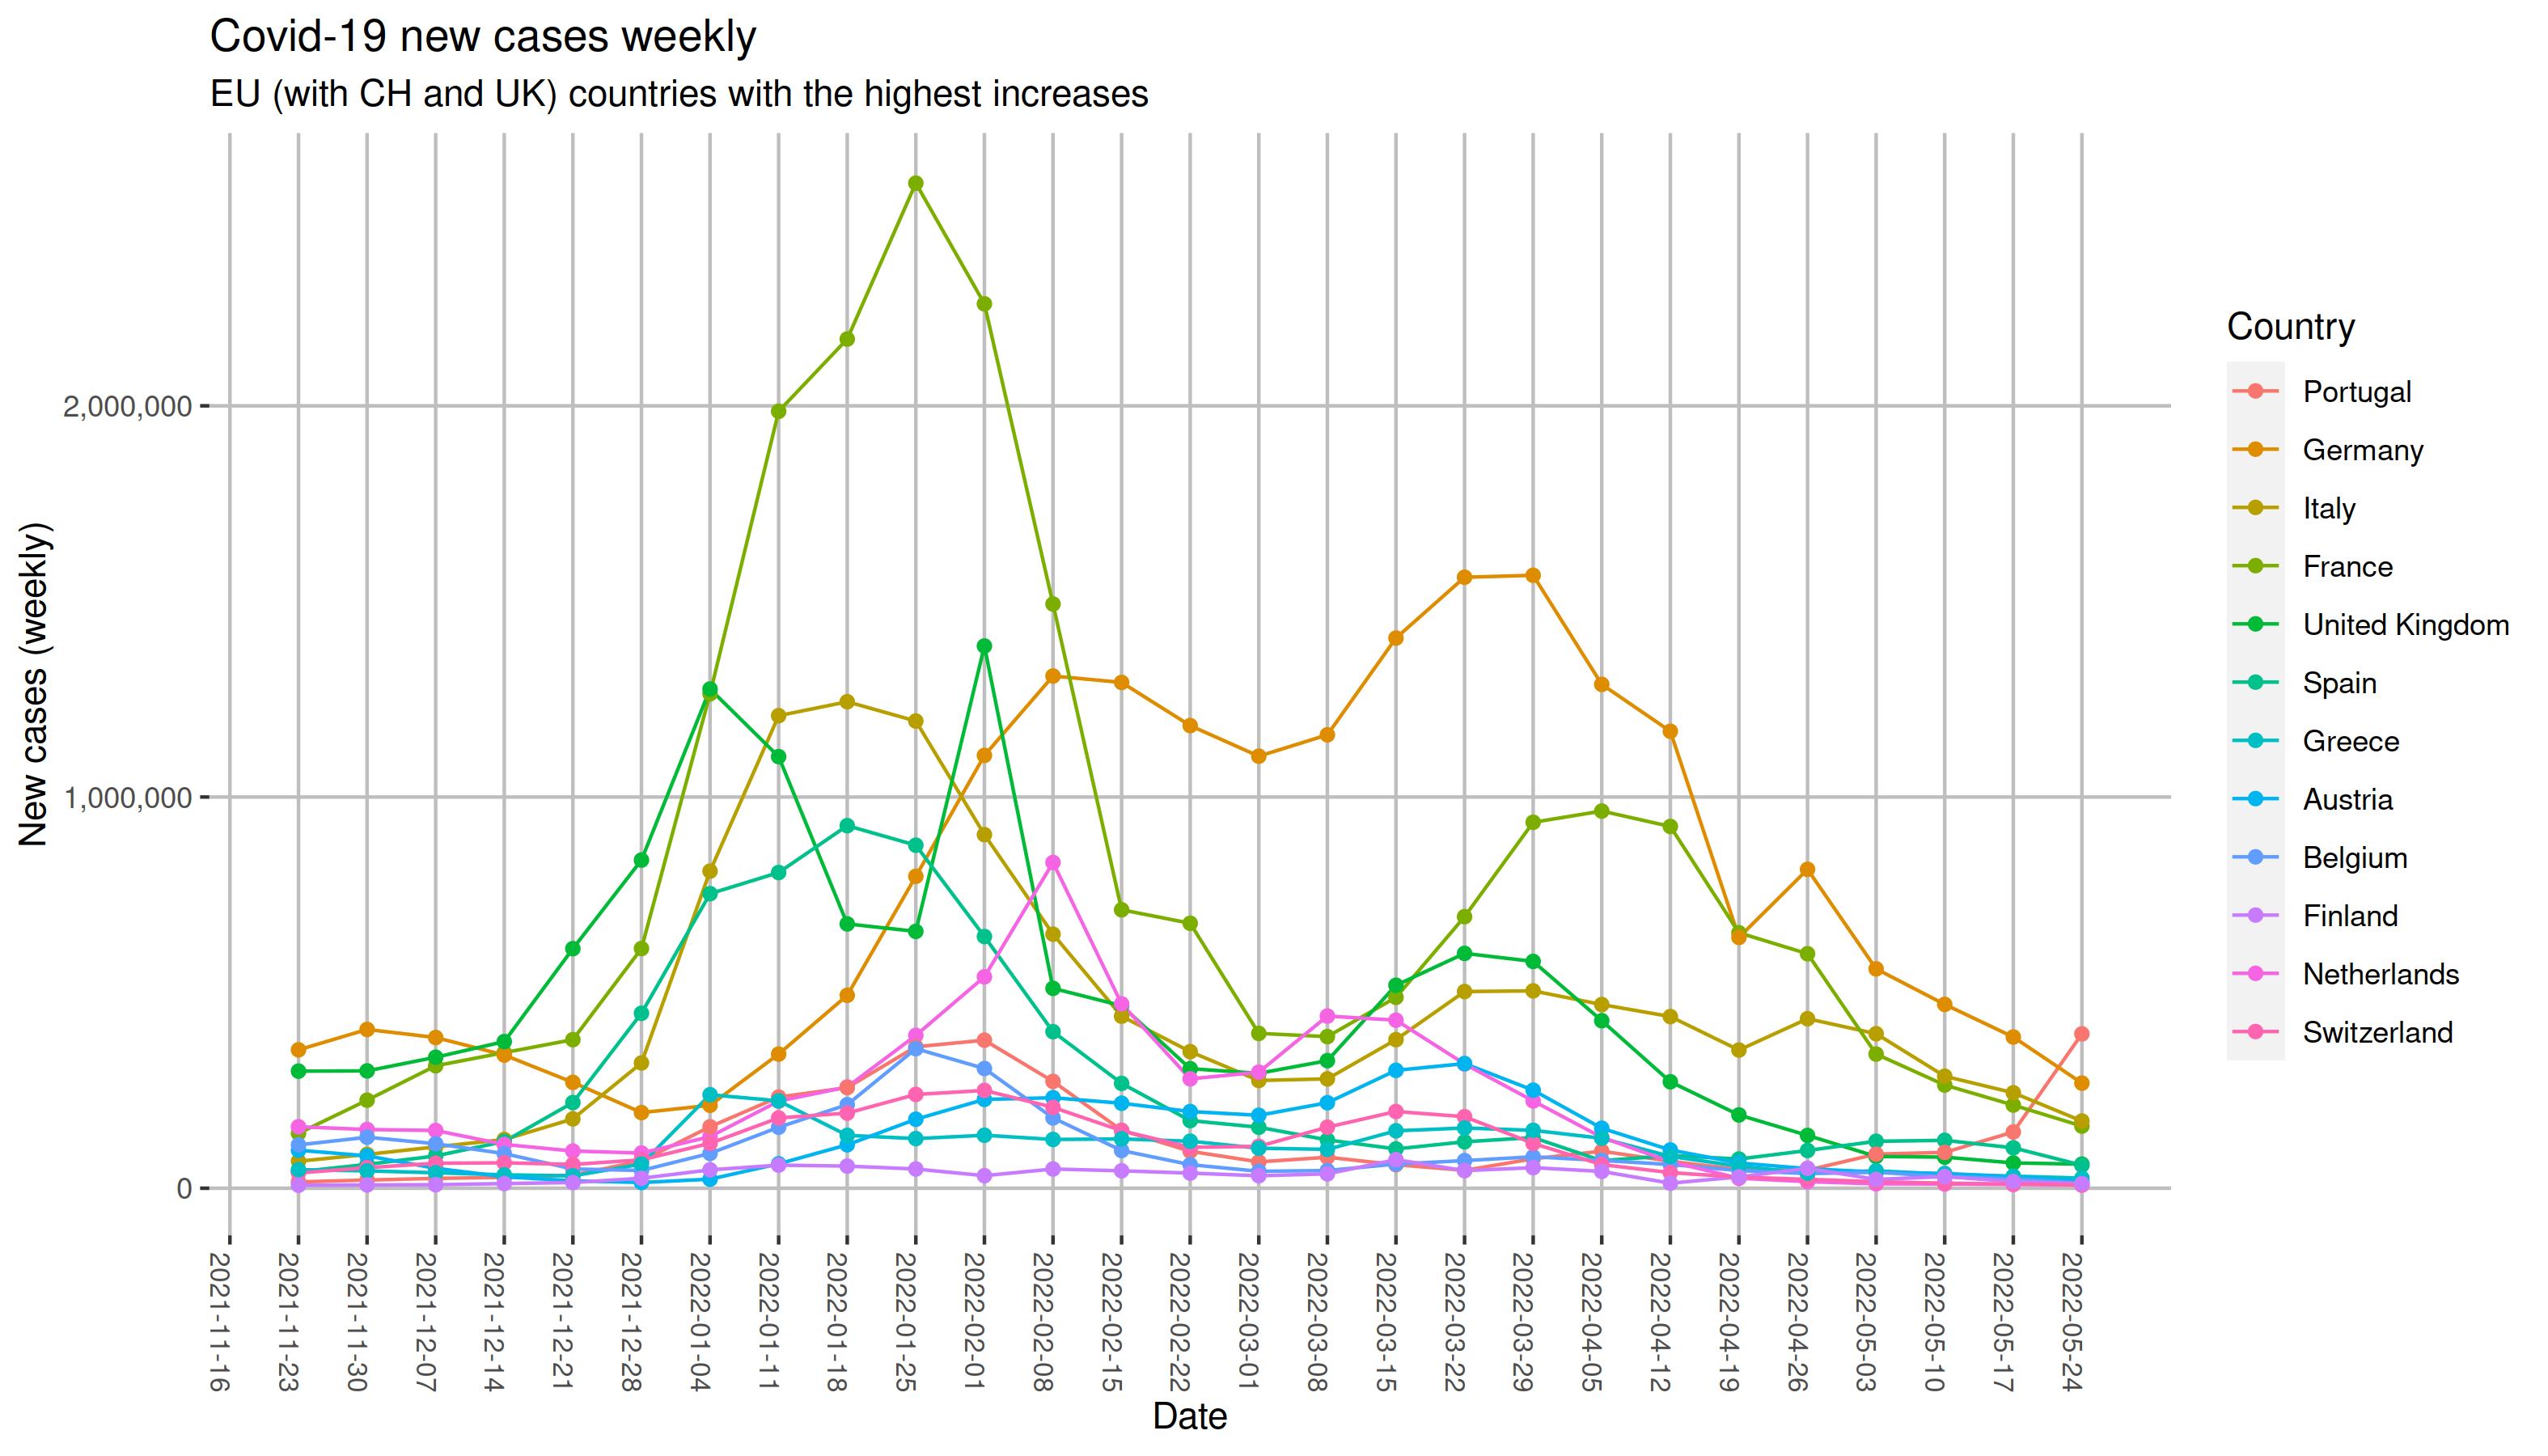 Covid-19 new cases weekly
EU (with CH and UK) countries with the highest increases
New cases (weekly)
2,000,000
1,000,000
0
2021-11-16
2021-11-23
2021-11-30
2021-12-07
2021-12-14
2021-12-21
2021-12-28
2022-01-04
2022-01-11
2022-01-18
2022-01-25
2022-02-01
2022-02-08
2022-02-15
2022-02-22
2022-03-01
2022-03-08
2022-03-15
2022-03-22
2022-03-29
2022-04-05
2022-04-12
2022-04-19
2022-04-26
2022-05-03
2022-05-10
2022-05-17
2022-05-24
Date
Country
Portugal
Germany
Italy
France
United Kingdom
Spain
Greece
Austria
Belgium
Finland
Netherlands
Switzerland